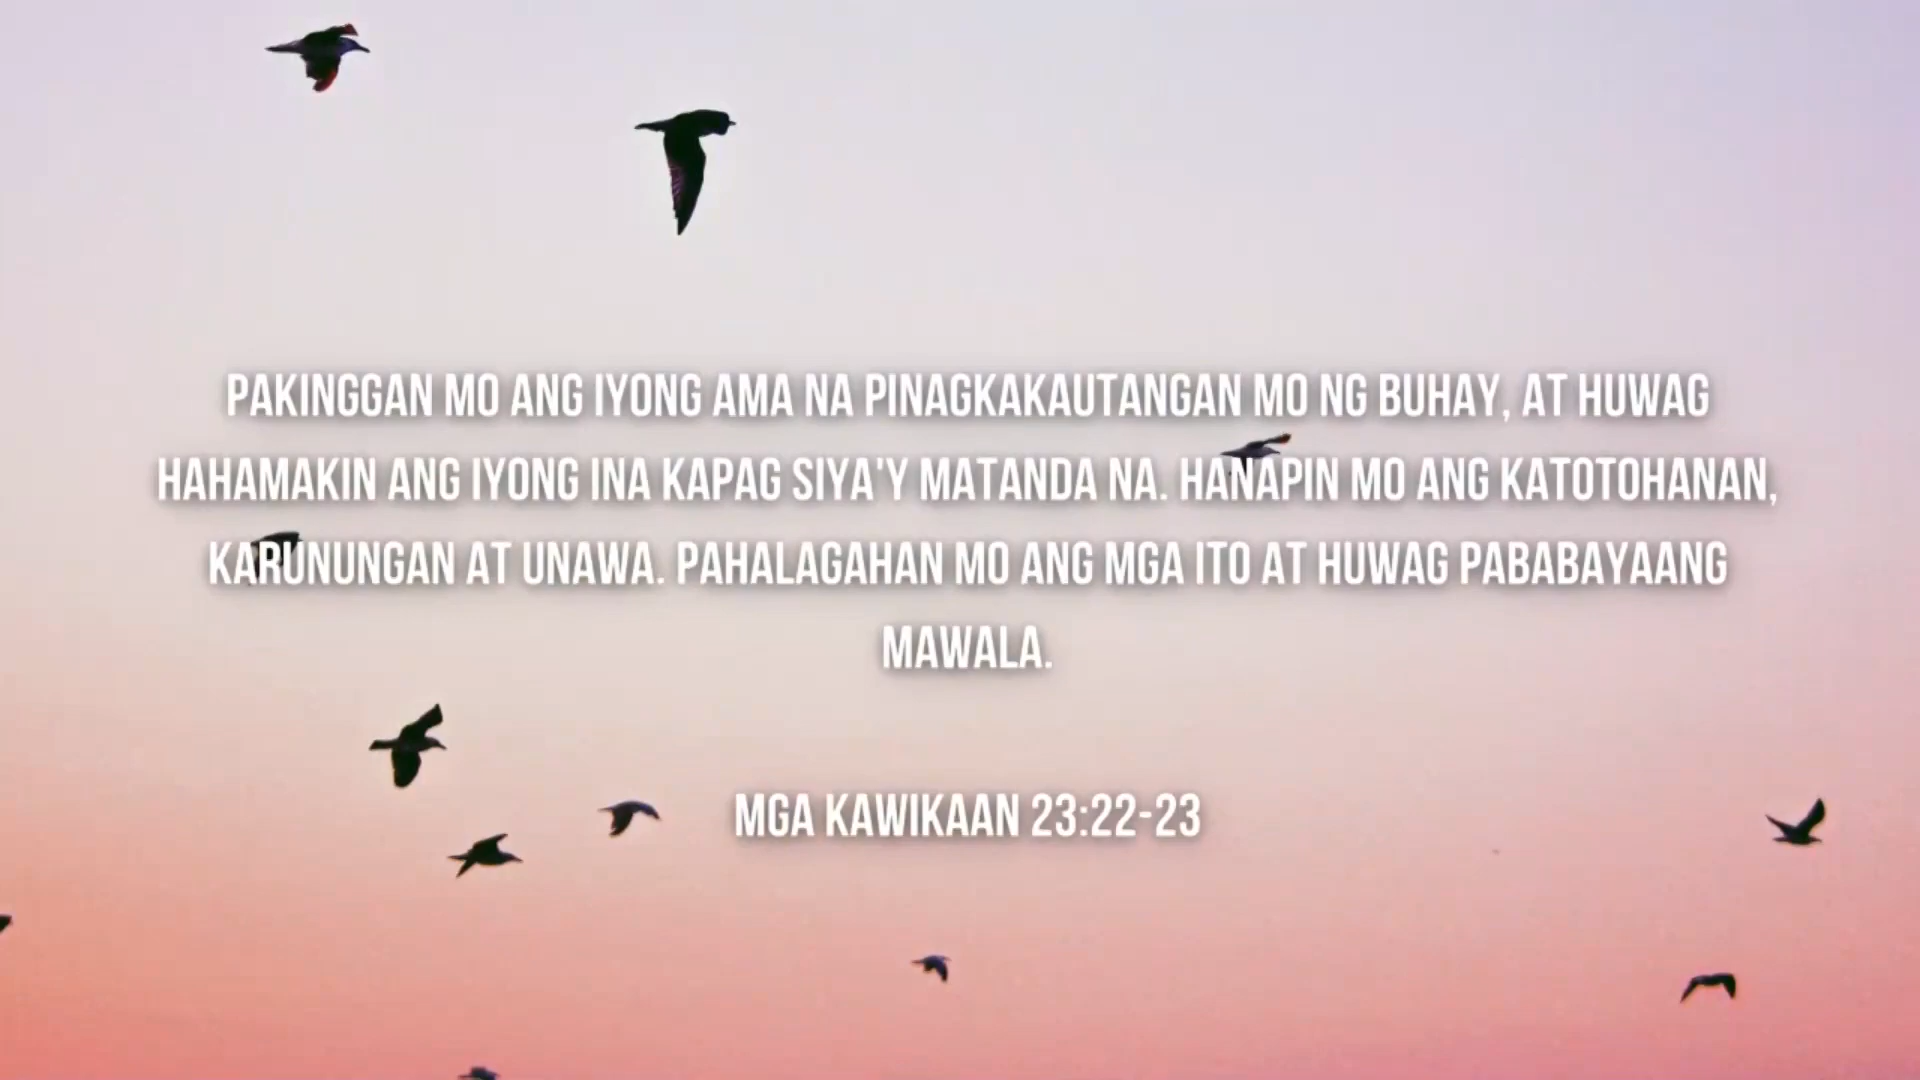 PAKINGGAN MO ANG IYONG AMA NA PINAGKAKAUTANGAN MO NG BUHAY, AT HUWAG
HAHAMAKIN ANG IYONG INA KAPAG SIYA'Y MATANDA NA. HANAPIN MO ANG KATOTOHANAN,
KARUNUNGAN AT UNAWA. PAHALAGAHAN MO ANG MGA ITO AT HUWAG PABABAYAANG
MAWALA.
MGA KAWIKAAN 23:22-23